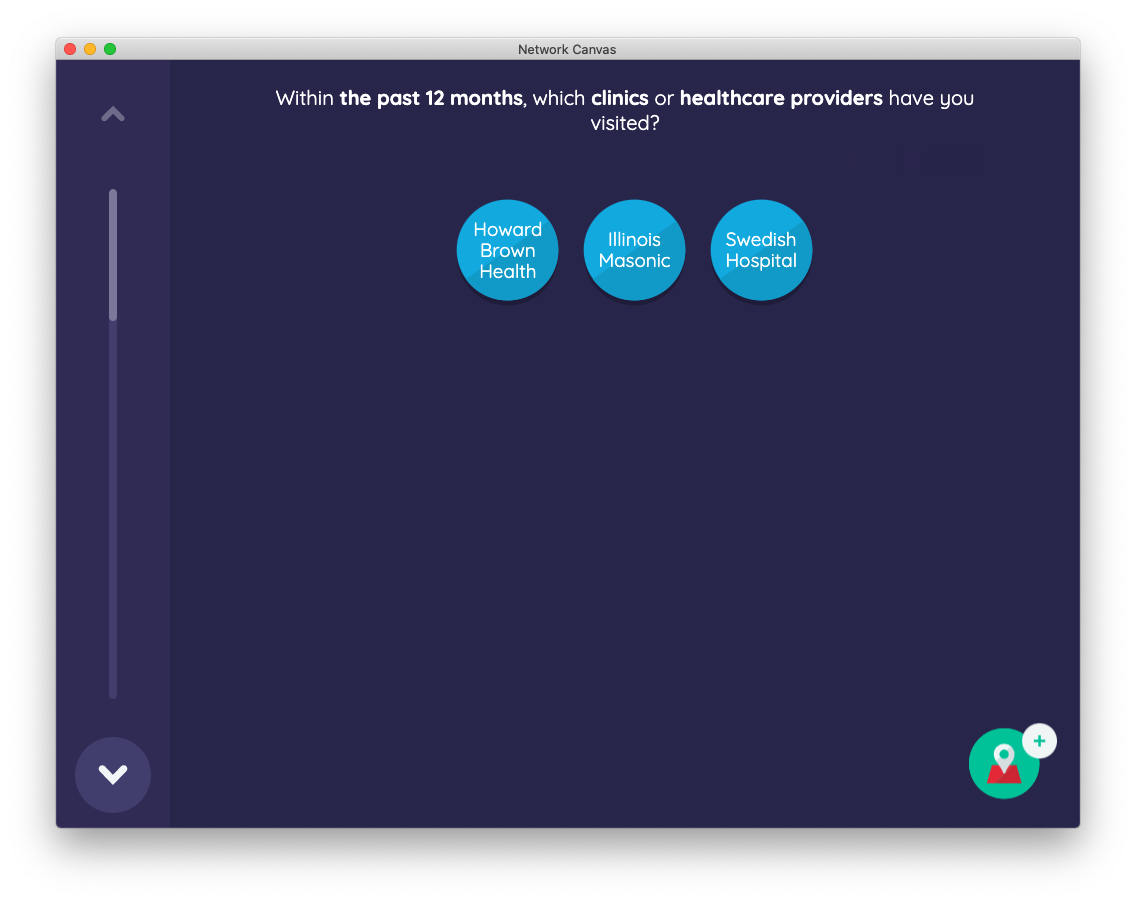 Network Canvas
Within the past 12 months, which clinics or healthcare providers have you
visited?
Howard
Brown
Health
Illinois
Masonic
Swedish
Hospital
+